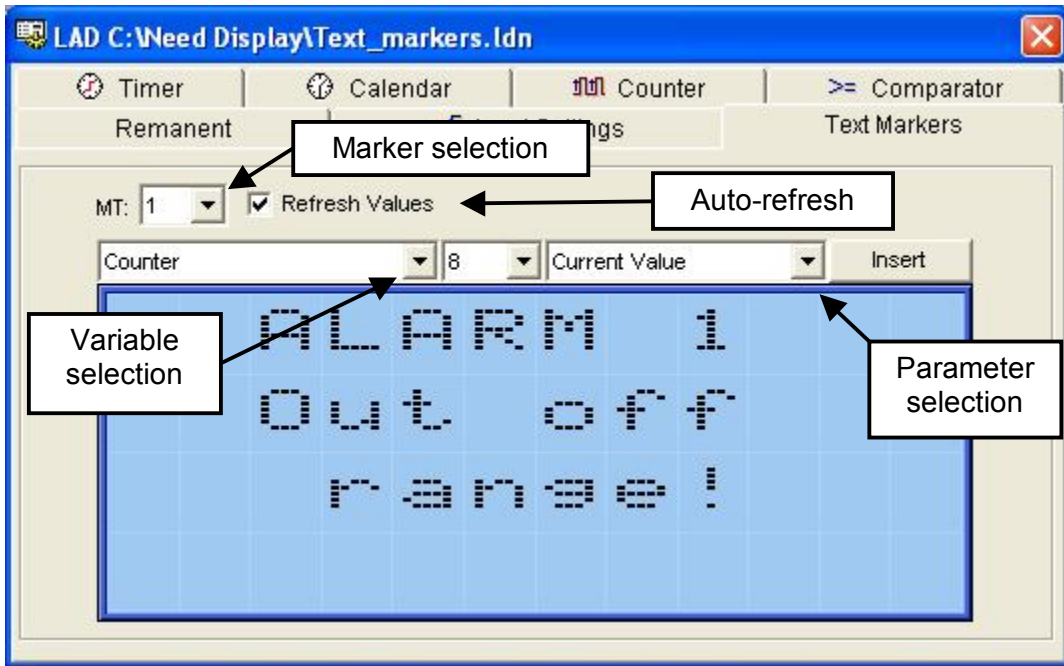 LAD C:\Need Display\Text_markers.ldn
Timer Calendar Counter >= Comparator
Remanent Text Markers
Marker selection
MT: 1 Refresh Values
Auto-refresh
Counter 8 Current Value Insert
Variable
selection
Parameter
selection
ALARM 1
Out off
range!